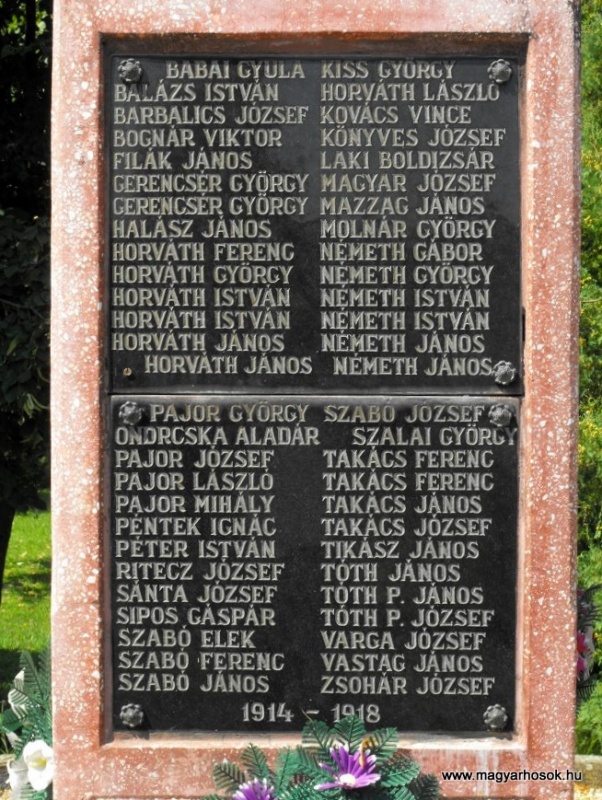 BABAI GYULA KISS GYÖRGY
BALÁZS ISTVÁN HORVÁTH LÁSZLÓ
BARBALICS JÓZSEF KOVÁCS VINCE
BOGNÁR VIKTOR KÖNYVES JÓZSEF
FILÁK JÁNOS LAKI BOLDIZSÁR
GERENCSÉR GYÖRGY MAGYAR JÓZSEF
GERENCSÉR GYÖRGY MAZZAG JÁNOS
HALÁSZ JÁNOS MOLNÁR GYÖRGY
HORVÁTH FERENC NÉMETH GÁBOR
HORVÁTH GYÖRGY NÉMETH GYÖRGY
HORVÁTH ISTVÁN NÉMETH ISTVÁN
HORVÁTH ISTVÁN NÉMETH ISTVÁN
HORVÁTH JÁNOS NÉMETH JÁNOS
HORVÁTH JÁNOS NÉMETH JÁNOS
PAJOR GYÖRGY SZABÓ JÓZSEF
ONDRCSKA ALADÁR SZALAI GYÖRGY
PAJOR JÓZSEF TAKÁCS FERENC
PAJOR LÁSZLÓ TAKÁCS FERENC
PAJOR MIHÁLY TAKÁCS JÁNOS
PÉNTEK IGNÁC TAKÁCS JÓZSEF
PÉTER ISTVÁN TIKÁSZ JÁNOS
RITECZ JÓZSEF TÓTH JÁNOS
SÁNTA JÓZSEF TÓTH P. JÁNOS
SIPOS GÁSPÁR TÓTH P. JÓZSEF
SZABÓ ELEK VARGA JÓZSEF
SZABÓ FERENC VASTAG JÁNOS
SZABÓ JÁNOS ZSOHÁR JÓZSEF
1914 - 1918
www.magyarhosok.hu